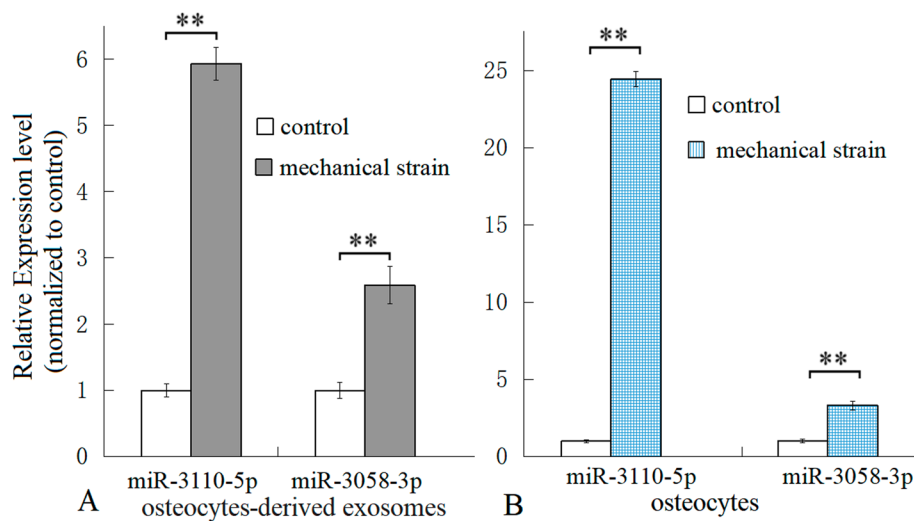 Relative Expression level
(normalized to control)
6
5
4
3
2
1
0
**
**
control
mechanical strain
miR-3110-5p
miR-3058-3p
A
osteocytes-derived exosomes
25
20
15
10
5
0
**
**
control
mechanical strain
miR-3110-5p
miR-3058-3p
B
osteocytes